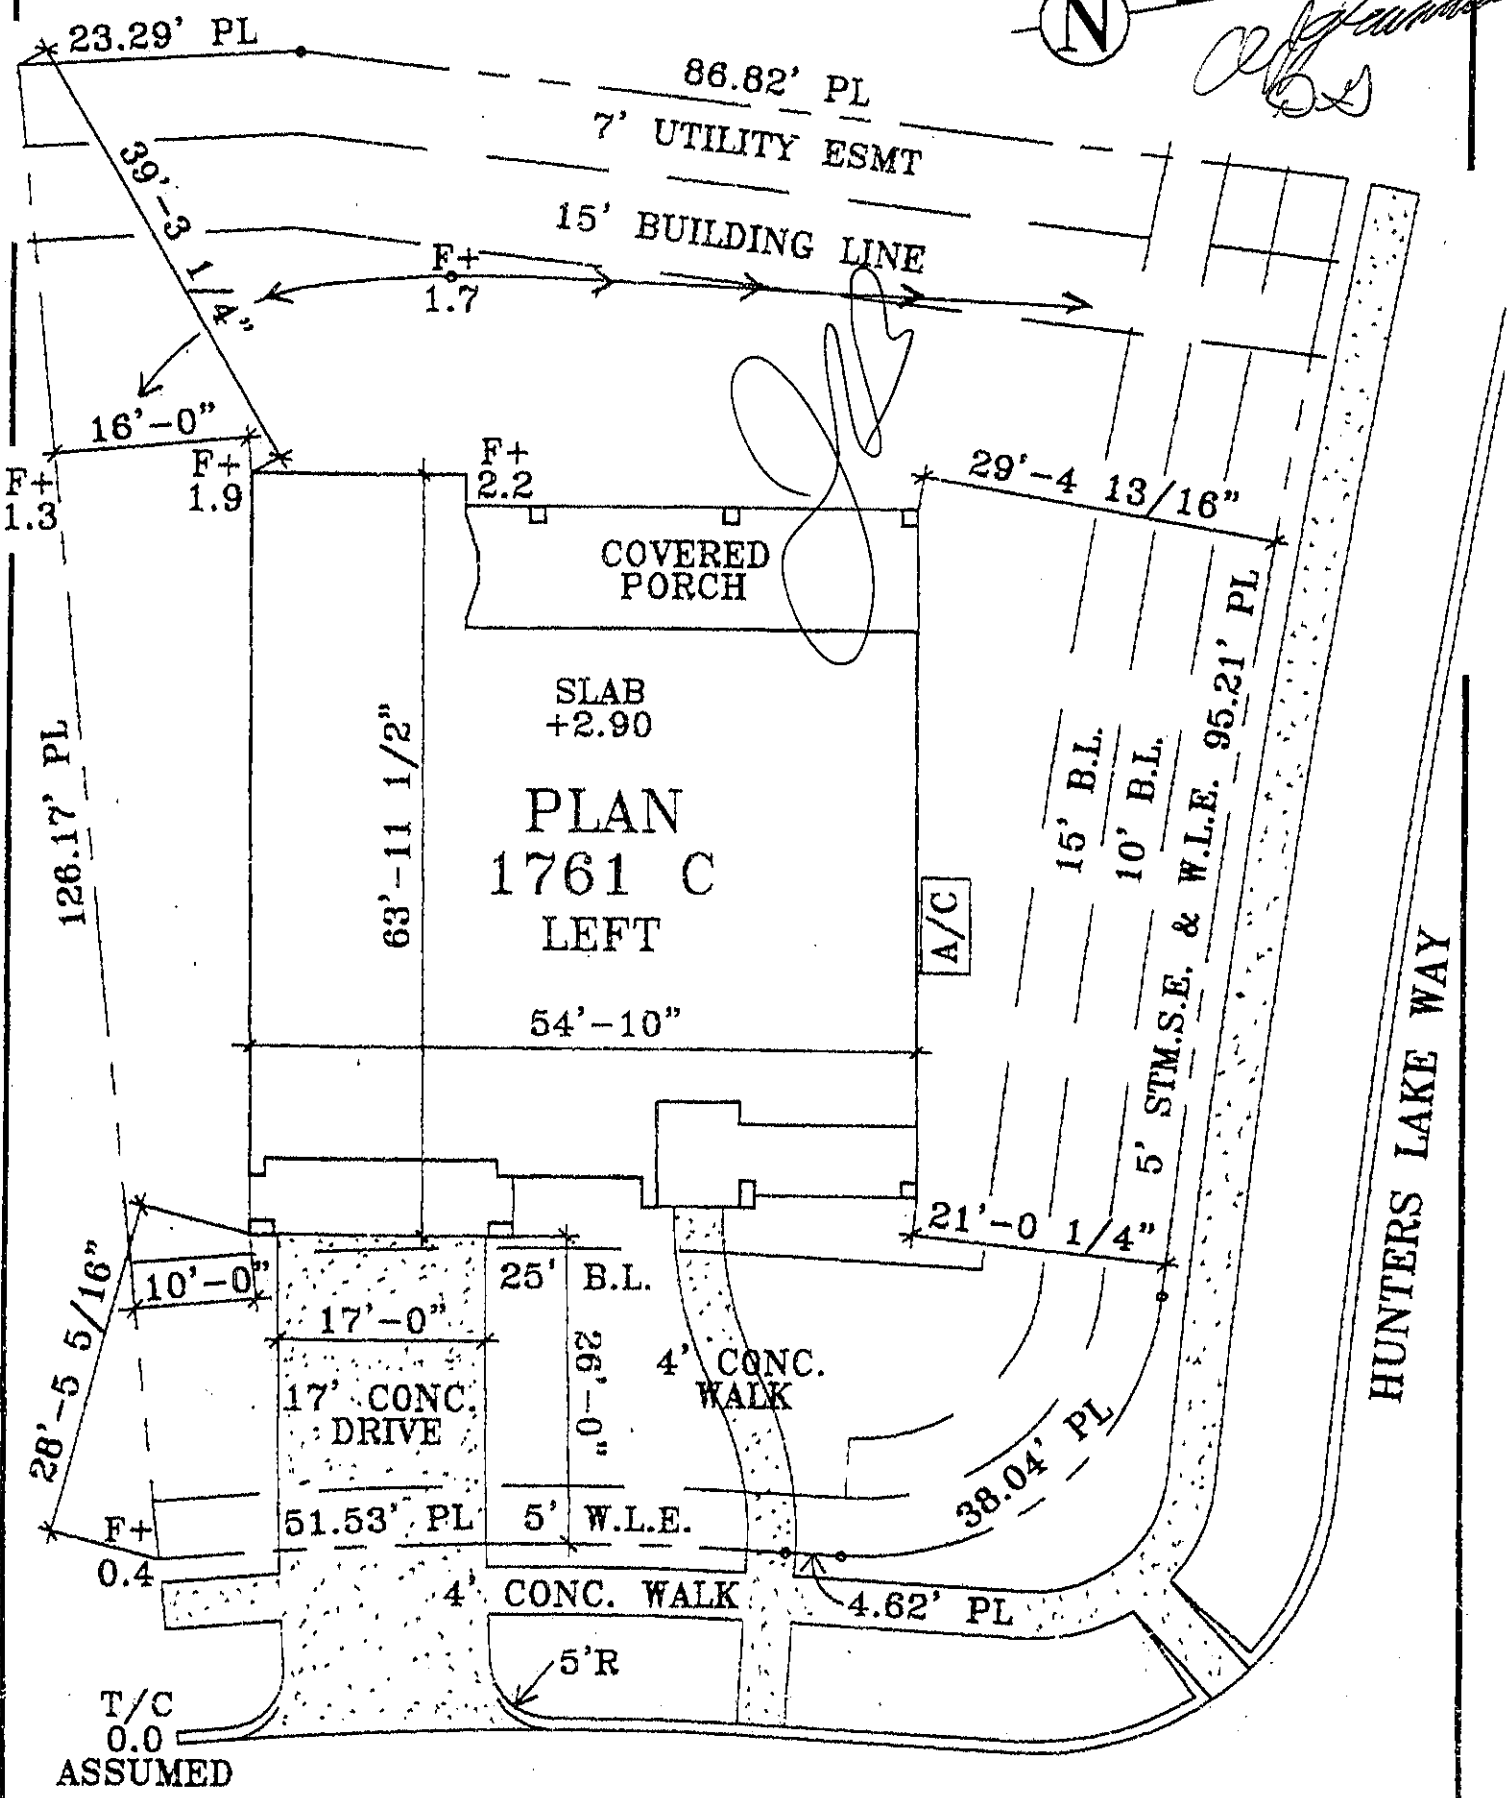 N
23.29' PL
86.82' PL
7' UTILITY ESMT
39'-3 1/4"
15' BUILDING LINE
F+
1.7
16'-0"
F+
1.3
F+
1.9
F+
2.2
29'-4 13/16"
COVERED
PORCH
SLAB
+2.90
PLAN
1761 C
LEFT
63'-11 1/2"
126.17' PL
54'-10"
A/C
15' B.L.
10' B.L.
5' STM.S.E. & W.L.E. 95.21' PL
HUNTERS LAKE WAY
21'-0 1/4"
28'-5 5/16"
10'-0"
25' B.L.
17'-0"
26'-0"
4' CONC.
WALK
17' CONC.
DRIVE
38.04' PL
F+
0.4
51.53' PL
5' W.L.E.
4' CONC. WALK
4.62' PL
5'R
T/C
0.0
ASSUMED